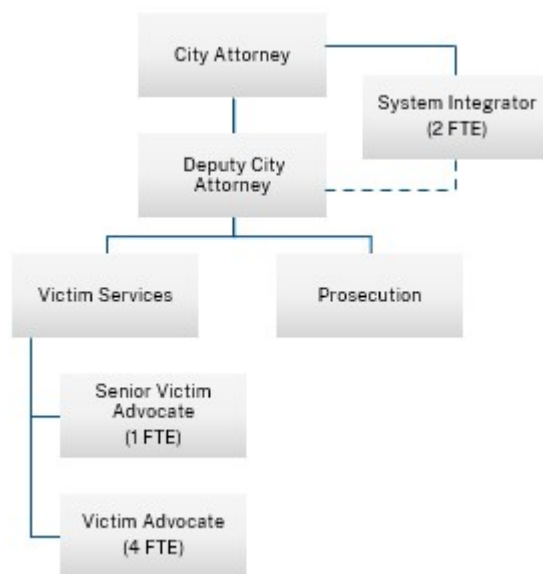 City Attorney
System Integrator
(2 FTE)
Deputy City
Attorney
Victim Services
Prosecution
Senior Victim
Advocate
(1 FTE)
Victim Advocate
(4 FTE)